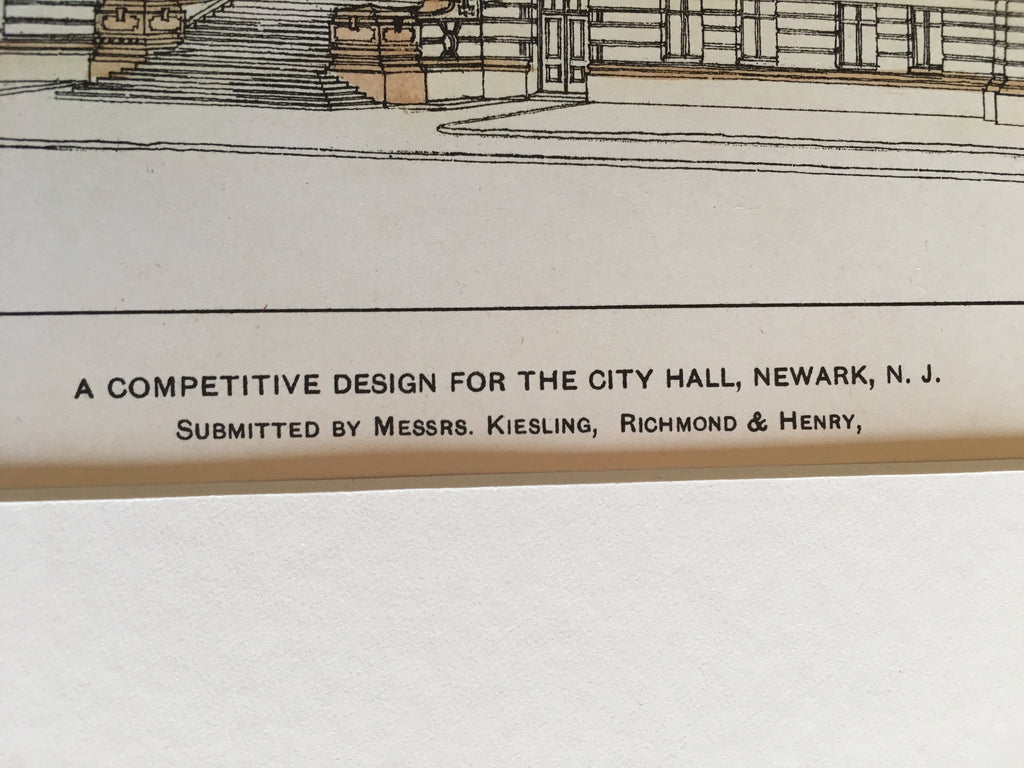 A COMPETITIVE DESIGN FOR THE CITY HALL, NEWARK, N. J.
SUBMITTED BY MESSRS. KIESLING, RICHMOND & HENRY,